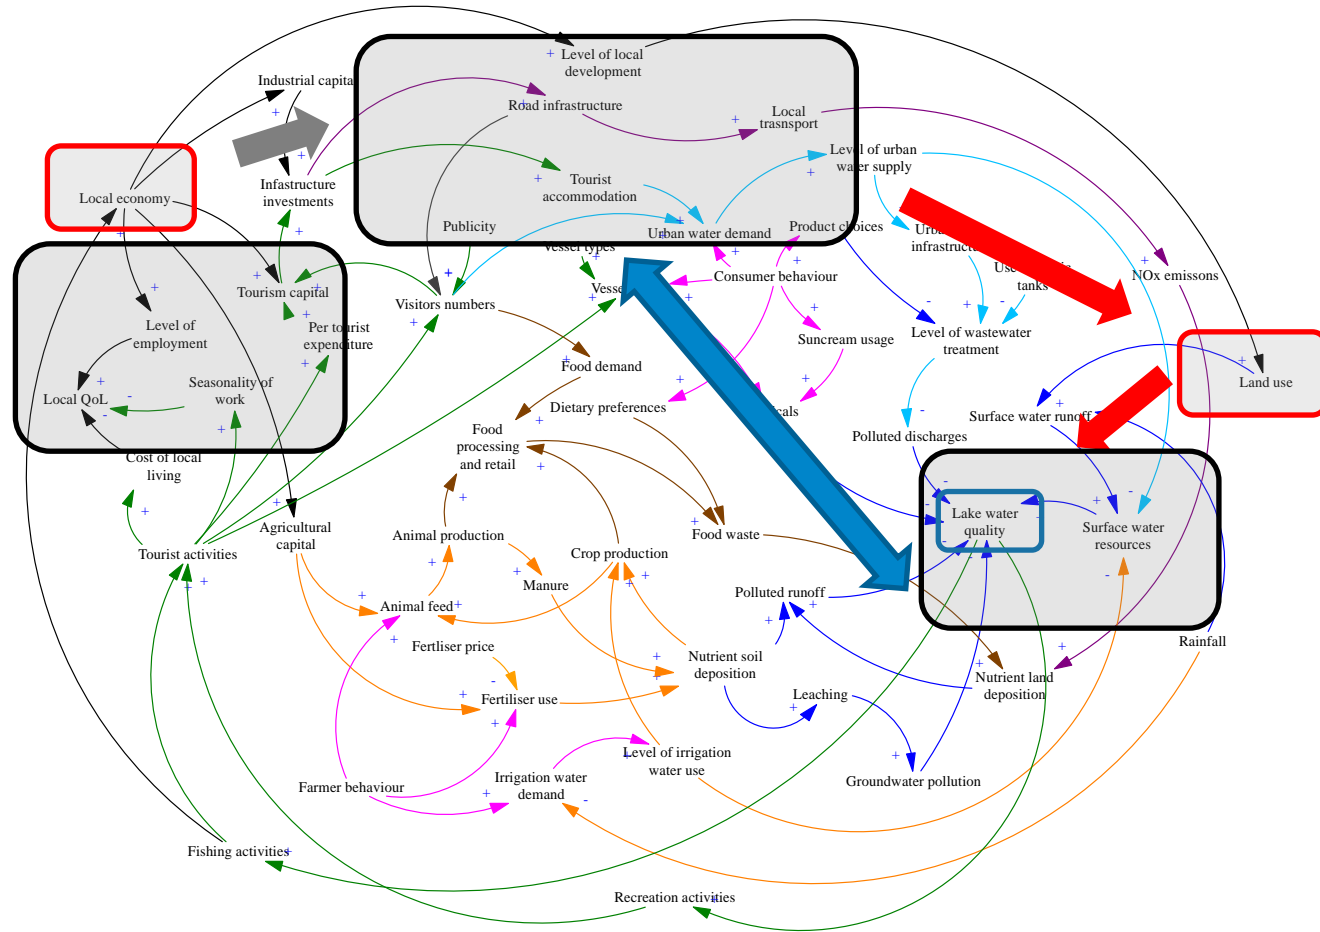 Level of local
development
Industrial capital
Road infrastructure
Local
trasnsport
Level of urban
water supply
Local economy
Infastructure
investments
Tourist
accommodation
Publicity
Urban water demand
Product choices
Vessel types
Consumer behaviour
NOx emissons
tanks
Tourism capital
Visitors numbers
Level of
employment
Per tourist
expenditure
Level of wastewater
treatment
Suncream usage
Food demand
Land use
Local QoL
Seasonality of
work
Dietary preferences
Surface water runoff
Food
processing
and retail
Polluted discharges
Cost of local
living
Lake water
quality
Surface water
resources
Agricultural
capital
Animal production
Food waste
Tourist activities
Crop production
Manure
Polluted runoff
Animal feed
Rainfall
Fertliser price
Nutrient soil
deposition
Nutrient land
deposition
Fertiliser use
Leaching
Level of irrigation
water use
Farmer behaviour
Irrigation water
demand
Groundwater pollution
Fishing activities
Recreation activities